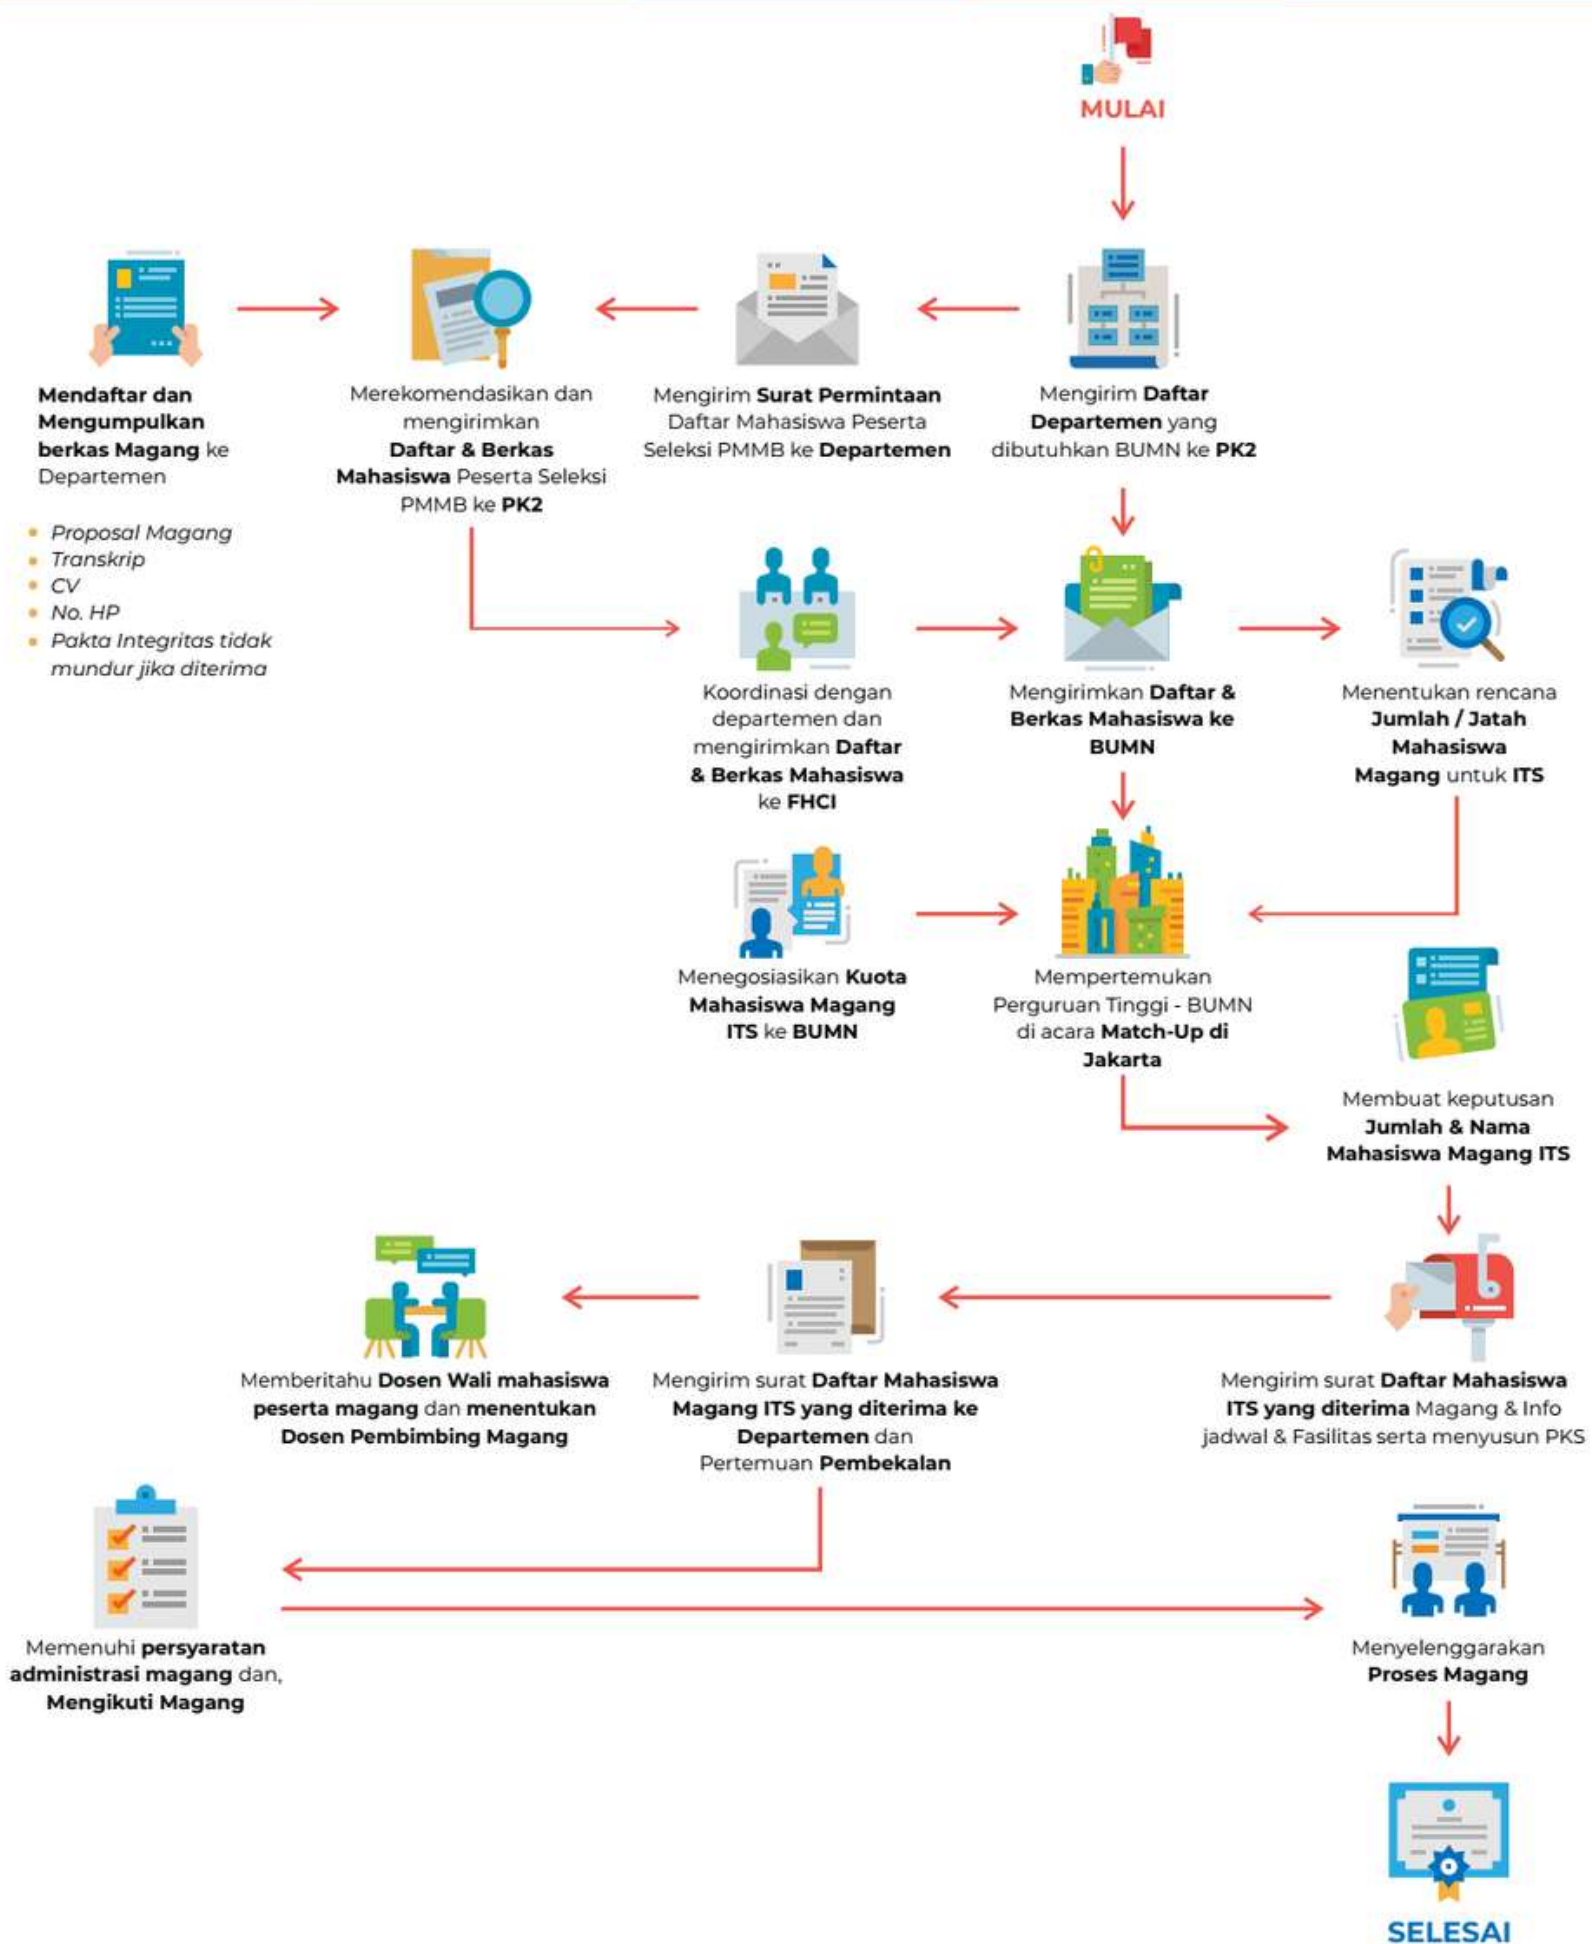 MULAI
Mendaftar dan
Mengumpulkan
berkas Magang ke
Departemen
Proposal Magang
Transkrip
CV
No. HP
Pakta Integritas tidak
mundur jika diterima
Merekomendasikan dan
mengirimkan
Daftar & Berkas
Mahasiswa Peserta Seleksi
PMMB ke PK2
Mengirim Surat Permintaan
Daftar Mahasiswa Peserta
Seleksi PMMB ke Departemen
Mengirim Daftar
Departemen yang
dibutuhkan BUMN ke PK2
Koordinasi dengan
departemen dan
mengirimkan Daftar
& Berkas Mahasiswa
ke FHCI
Mengirimkan Daftar &
Berkas Mahasiswa ke
BUMN
Menentukan rencana
Jumlah / Jatah
Mahasiswa
Magang untuk ITS
Menegosiasikan Kuota
Mahasiswa Magang
ITS ke BUMN
Mempertemukan
Perguruan Tinggi - BUMN
di acara Match-Up di
Jakarta
Membuat keputusan
Jumlah & Nama
Mahasiswa Magang ITS
Memberitahu Dosen Wali mahasiswa
peserta magang dan menentukan
Dosen Pembimbing Magang
Mengirim surat Daftar Mahasiswa
Magang ITS yang diterima ke
Departemen dan
Pertemuan Pembekalan
Mengirim surat Daftar Mahasiswa
ITS yang diterima Magang & Info
jadwal & Fasilitas serta menyusun PKS
Memenuhi persyaratan
administrasi magang dan,
Mengikuti Magang
Menyelenggarakan
Proses Magang
SELESAI